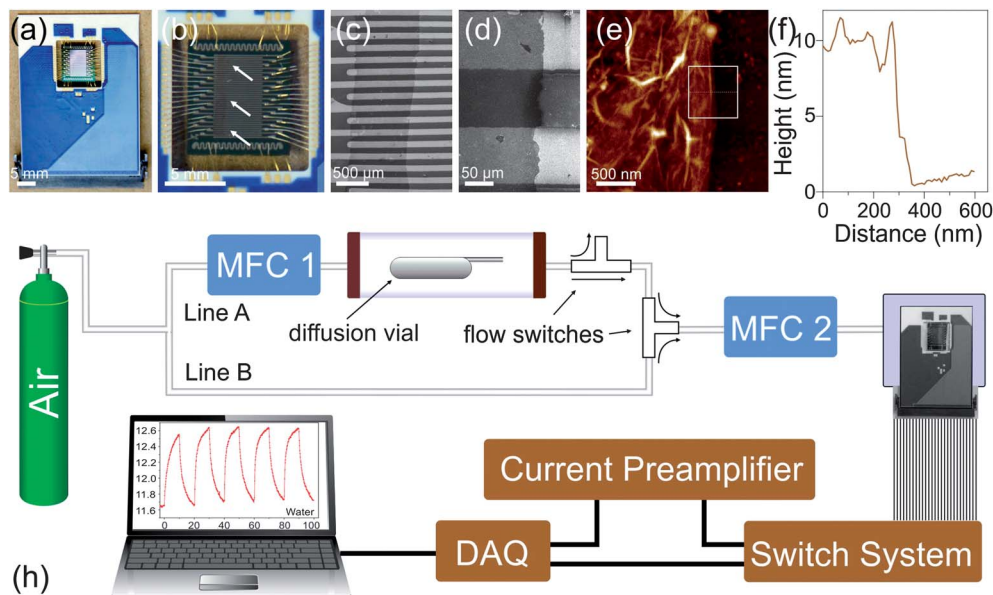 (a)
5 mm
(b)
5 mm
(c)
500 µm
(d)
50 µm
(e)
500 nm
(f)
Height (nm)
10
5
0
0
200
400
600
Distance (nm)
MFC 1
Line A
diffusion vial
flow switches
MFC 2
Line B
Air
12.6
12.4
12.2
12.0
11.8
11.6
0
20
40
60
80
100
Water
Current Preamplifier
DAQ
Switch System
(h)